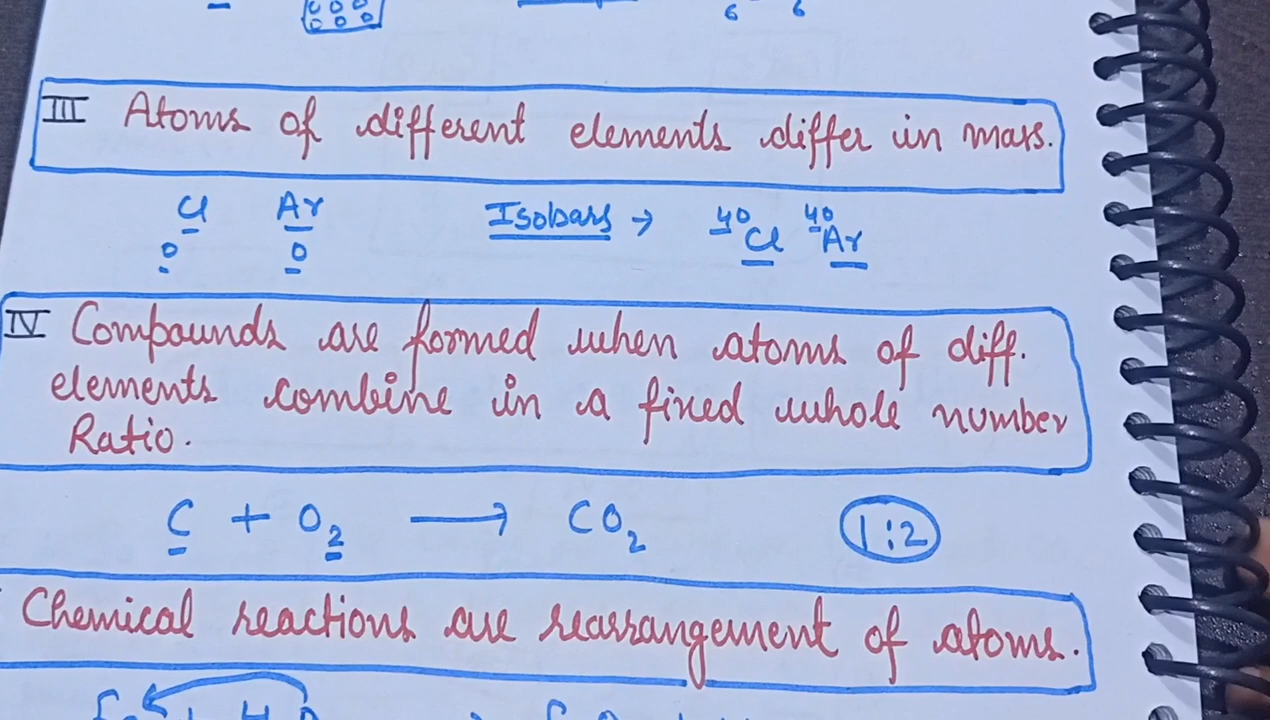 6 6
III Atoms of different elements differ in mass.
Cl Ar Isobars → ⁴⁰Cl ⁴⁰Ar
IV Compounds are formed when atoms of diff.
elements combine in a fixed whole number
Ratio.
C + O₂ → CO₂ 1:2
Chemical reactions are rearrangement of atoms.